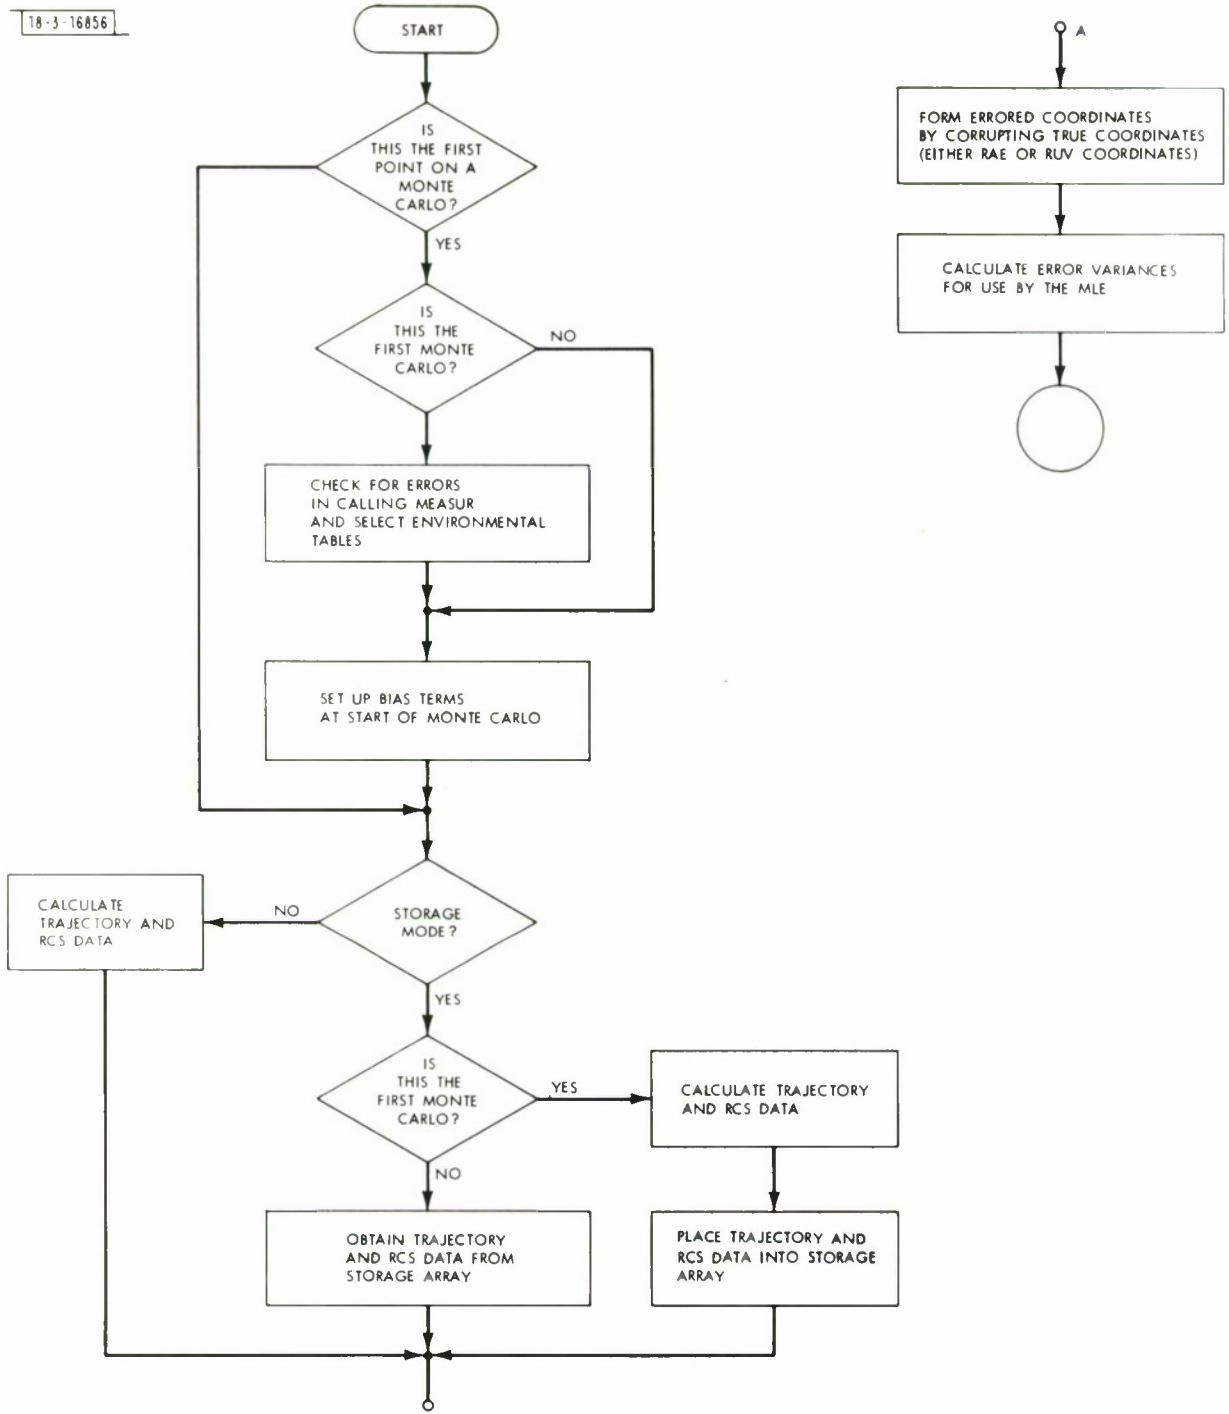 18-3-16856
START
IS
THIS THE FIRST
POINT ON A
MONTE
CARLO?
YES
IS
THIS THE
FIRST MONTE
CARLO?
NO
CHECK FOR ERRORS
IN CALLING MEASUR
AND SELECT ENVIRONMENTAL
TABLES
SET UP BIAS TERMS
AT START OF MONTE CARLO
STORAGE
MODE?
NO
CALCULATE
TRAJECTORY AND
RCS DATA
YES
IS
THIS THE
FIRST MONTE
CARLO?
YES
CALCULATE TRAJECTORY
AND RCS DATA
NO
OBTAIN TRAJECTORY
AND RCS DATA FROM
STORAGE ARRAY
PLACE TRAJECTORY AND
RCS DATA INTO STORAGE
ARRAY
A
FORM ERRORED COORDINATES
BY CORRUPTING TRUE COORDINATES
(EITHER RAE OR RUV COORDINATES)
CALCULATE ERROR VARIANCES
FOR USE BY THE MLE